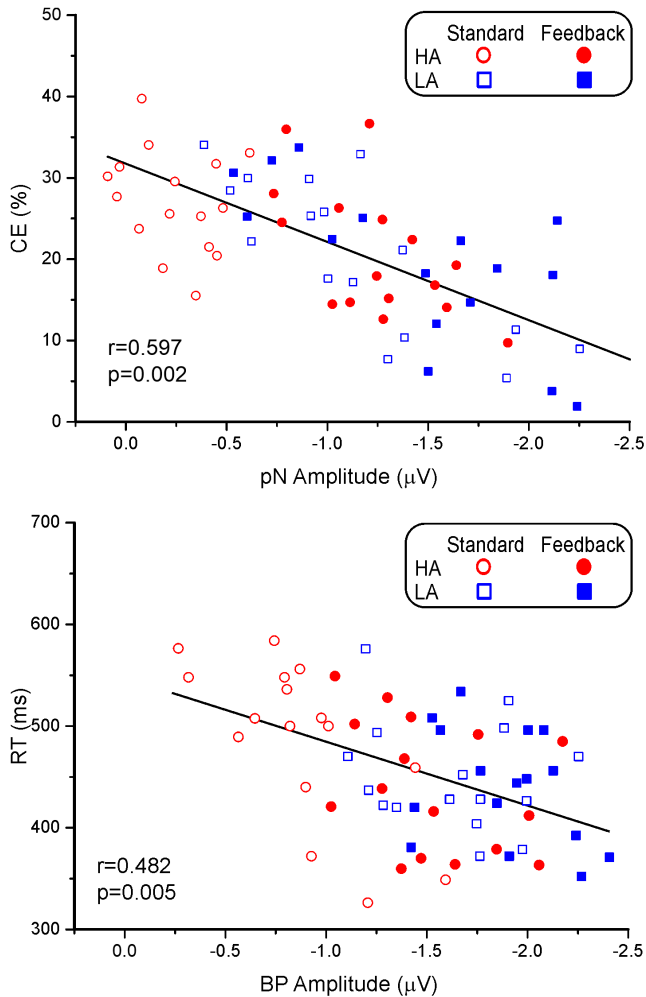 50
40
30
20
10
0
CE (%)
Standard Feedback
HA
LA
r=0.597
p=0.002
0.0 -0.5 -1.0 -1.5 -2.0 -2.5
pN Amplitude (μV)
700
600
500
400
300
RT (ms)
Standard Feedback
HA
LA
r=0.482
p=0.005
0.0 -0.5 -1.0 -1.5 -2.0 -2.5
BP Amplitude (μV)